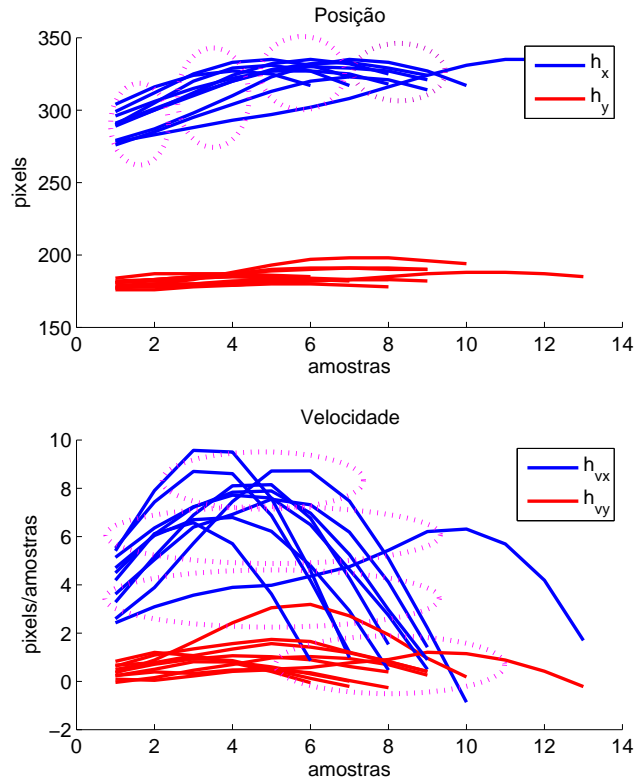 Posição
350
300
250
200
150
pixels
0 2 4 6 8 10 12 14
amostras
h_x
h_y
Velocidade
10
8
6
4
2
0
−2
pixels/amostras
0 2 4 6 8 10 12 14
amostras
h_vx
h_vy